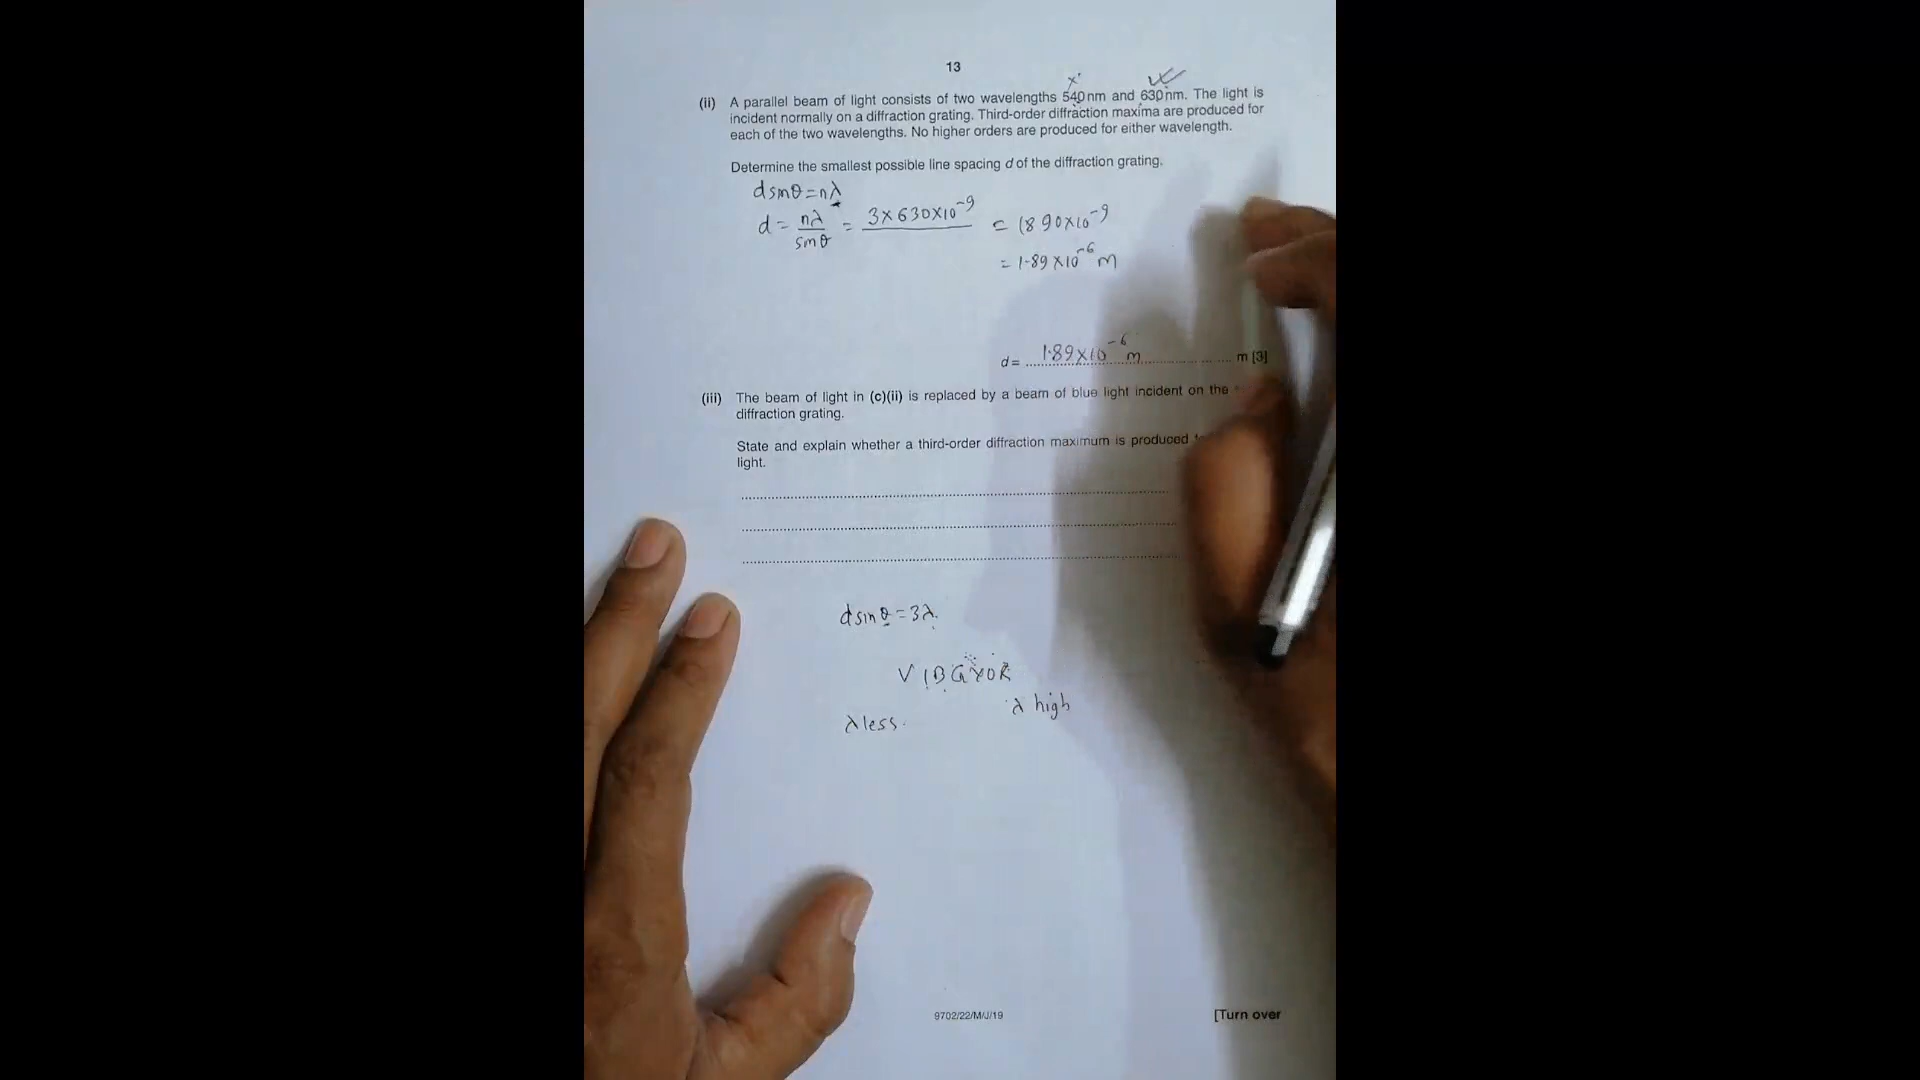 13
(ii) A parallel beam of light consists of two wavelengths 540 nm and 630 nm. The light is
incident normally on a diffraction grating. Third-order diffraction maxima are produced for
each of the two wavelengths. No higher orders are produced for either wavelength.
Determine the smallest possible line spacing d of the diffraction grating.
d sinθ = nλ
d = nλ/sinθ = 3×630×10⁻⁹ = 1890×10⁻⁹
= 1.89×10⁻⁶ m
d = 1.89×10⁻⁶ m m [3]
(iii) The beam of light in (c)(ii) is replaced by a beam of blue light incident on the
diffraction grating.
State and explain whether a third-order diffraction maximum is produced
light.
d sinθ = 3λ.
VIBGYOR
λ high
λ less.
9702/22/M/J/19
[Turn over